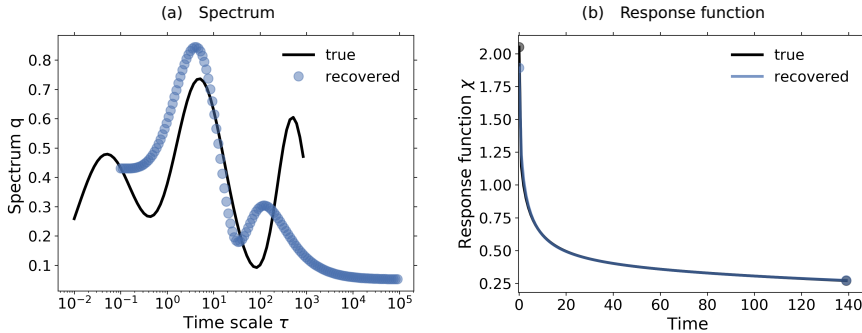 (a) Spectrum
(b) Response function
Spectrum q
0.8
0.7
0.6
0.5
0.4
0.3
0.2
0.1
true
recovered
10⁻² 10⁻¹ 10⁰ 10¹ 10² 10³ 10⁴ 10⁵
Time scale τ
Response function χ
2.00
1.75
1.50
1.25
1.00
0.75
0.50
0.25
true
recovered
0 20 40 60 80 100 120 140
Time